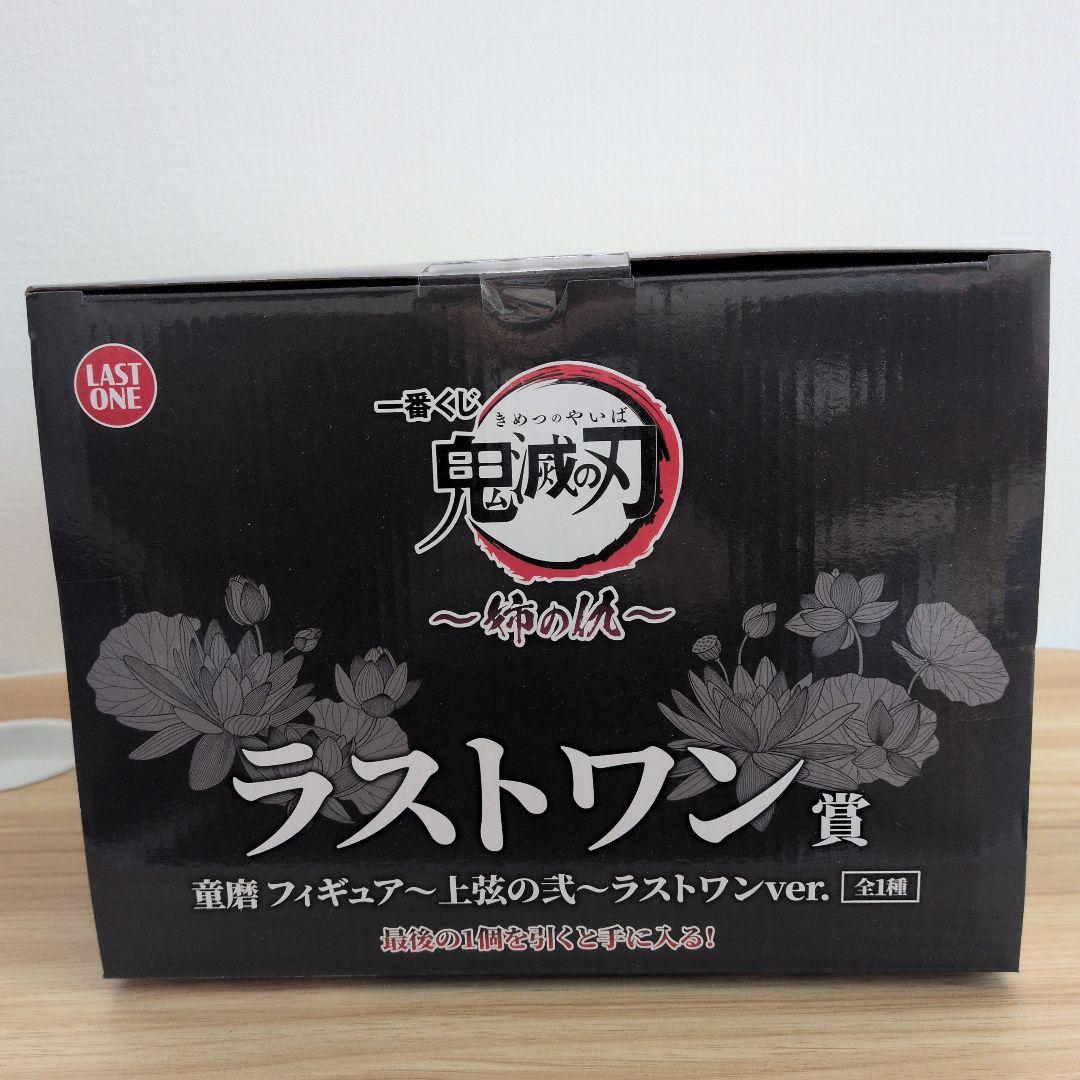 LAST
ONE
一番くじ
きめつのやいば
鬼滅の刃
～姉の仇～
ラストワン賞
童磨 フィギュア～上弦の弐～ラストワンver. 全1種
最後の1個を引くと手に入る!